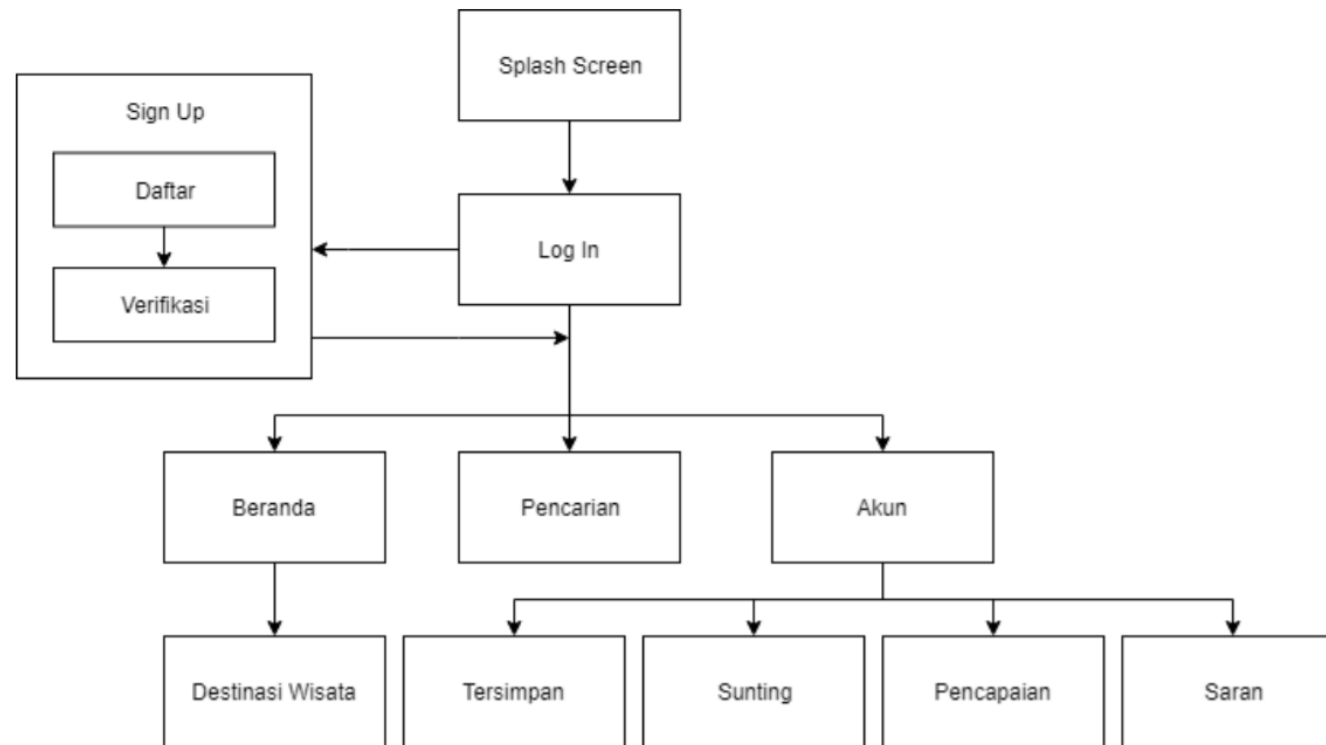 Splash Screen
Sign Up
Daftar
Log In
Verifikasi
Beranda
Pencarian
Akun
Destinasi Wisata
Tersimpan
Sunting
Pencapaian
Saran